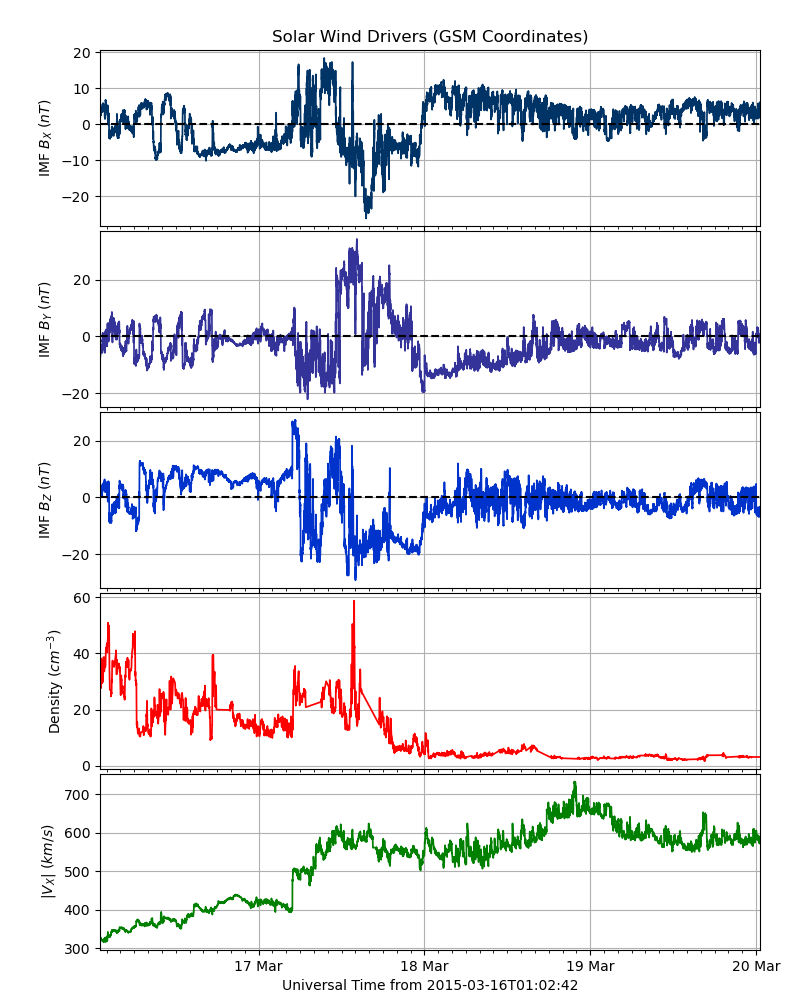 Solar Wind Drivers (GSM Coordinates)
20
10
0
−10
−20
IMF B_X (nT)
20
0
−20
IMF B_Y (nT)
20
0
−20
IMF B_Z (nT)
60
40
20
0
Density (cm⁻³)
700
600
500
400
300
|V_X| (km/s)
17 Mar 18 Mar 19 Mar 20 Mar
Universal Time from 2015-03-16T01:02:42